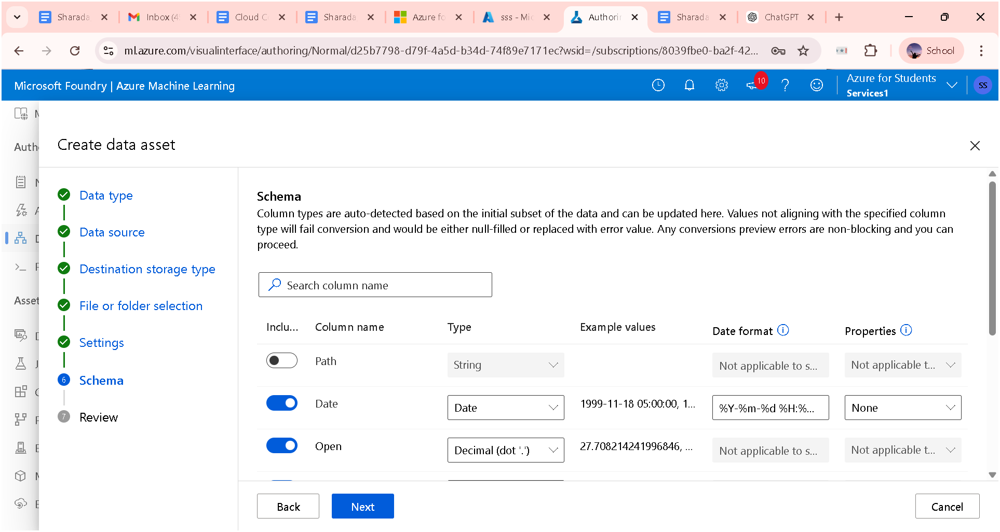 Sharada
Inbox (4
Cloud C
Sharada
Azure fo
sss - Mic
Authorin
Sharada
ChatGPT
ml.azure.com/visualinterface/authoring/Normal/d25b7798-d79f-4a5d-b34d-74f89e7171ec?wsid=/subscriptions/8039fbe0-ba2f-42...
School
Microsoft Foundry | Azure Machine Learning
10
Azure for Students
Services1
SS
Create data asset
Data type
Data source
Destination storage type
File or folder selection
Settings
6 Schema
7 Review
Schema
Column types are auto-detected based on the initial subset of the data and can be updated here. Values not aligning with the specified column
type will fail conversion and would be either null-filled or replaced with error value. Any conversions preview errors are non-blocking and you can
proceed.
Search column name
Inclu... Column name Type Example values Date format Properties
Path String Not applicable to s... Not applicable t...
Date Date 1999-11-18 05:00:00, 1... %Y-%m-%d %H:%... None
Open Decimal (dot '.') 27.708214241996846, ... Not applicable to s... Not applicable t...
Back
Next
Cancel